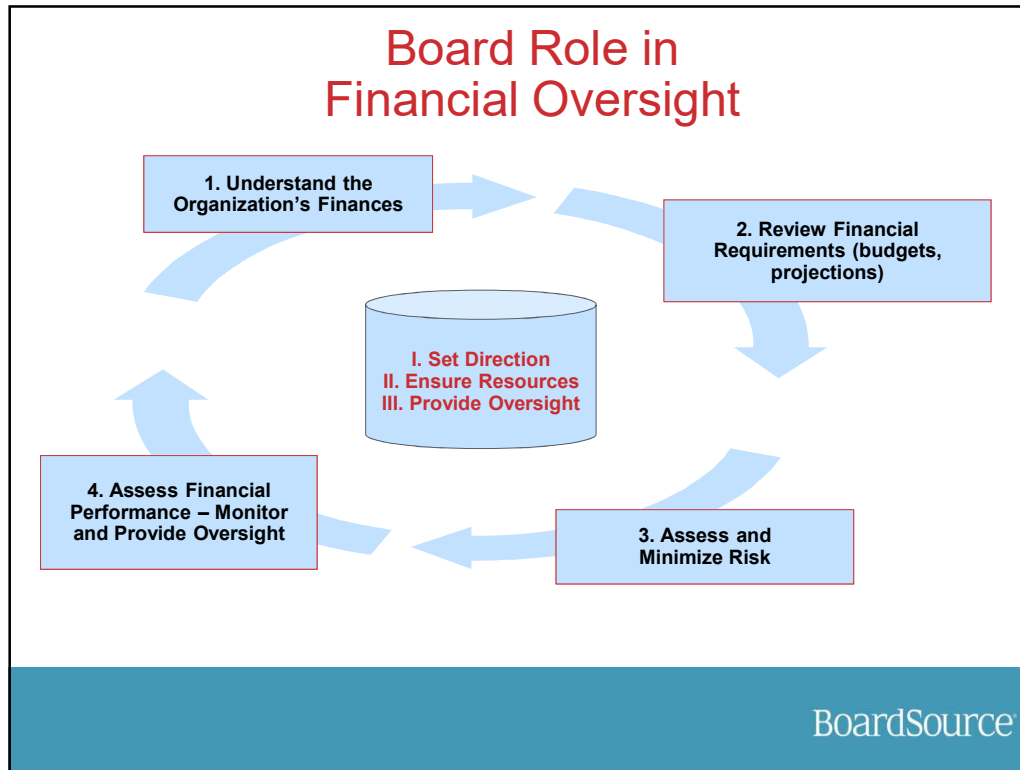 Board Role in
Financial Oversight
1. Understand the
Organization's Finances
2. Review Financial
Requirements (budgets,
projections)
I. Set Direction
II. Ensure Resources
III. Provide Oversight
4. Assess Financial
Performance – Monitor
and Provide Oversight
3. Assess and
Minimize Risk
BoardSource